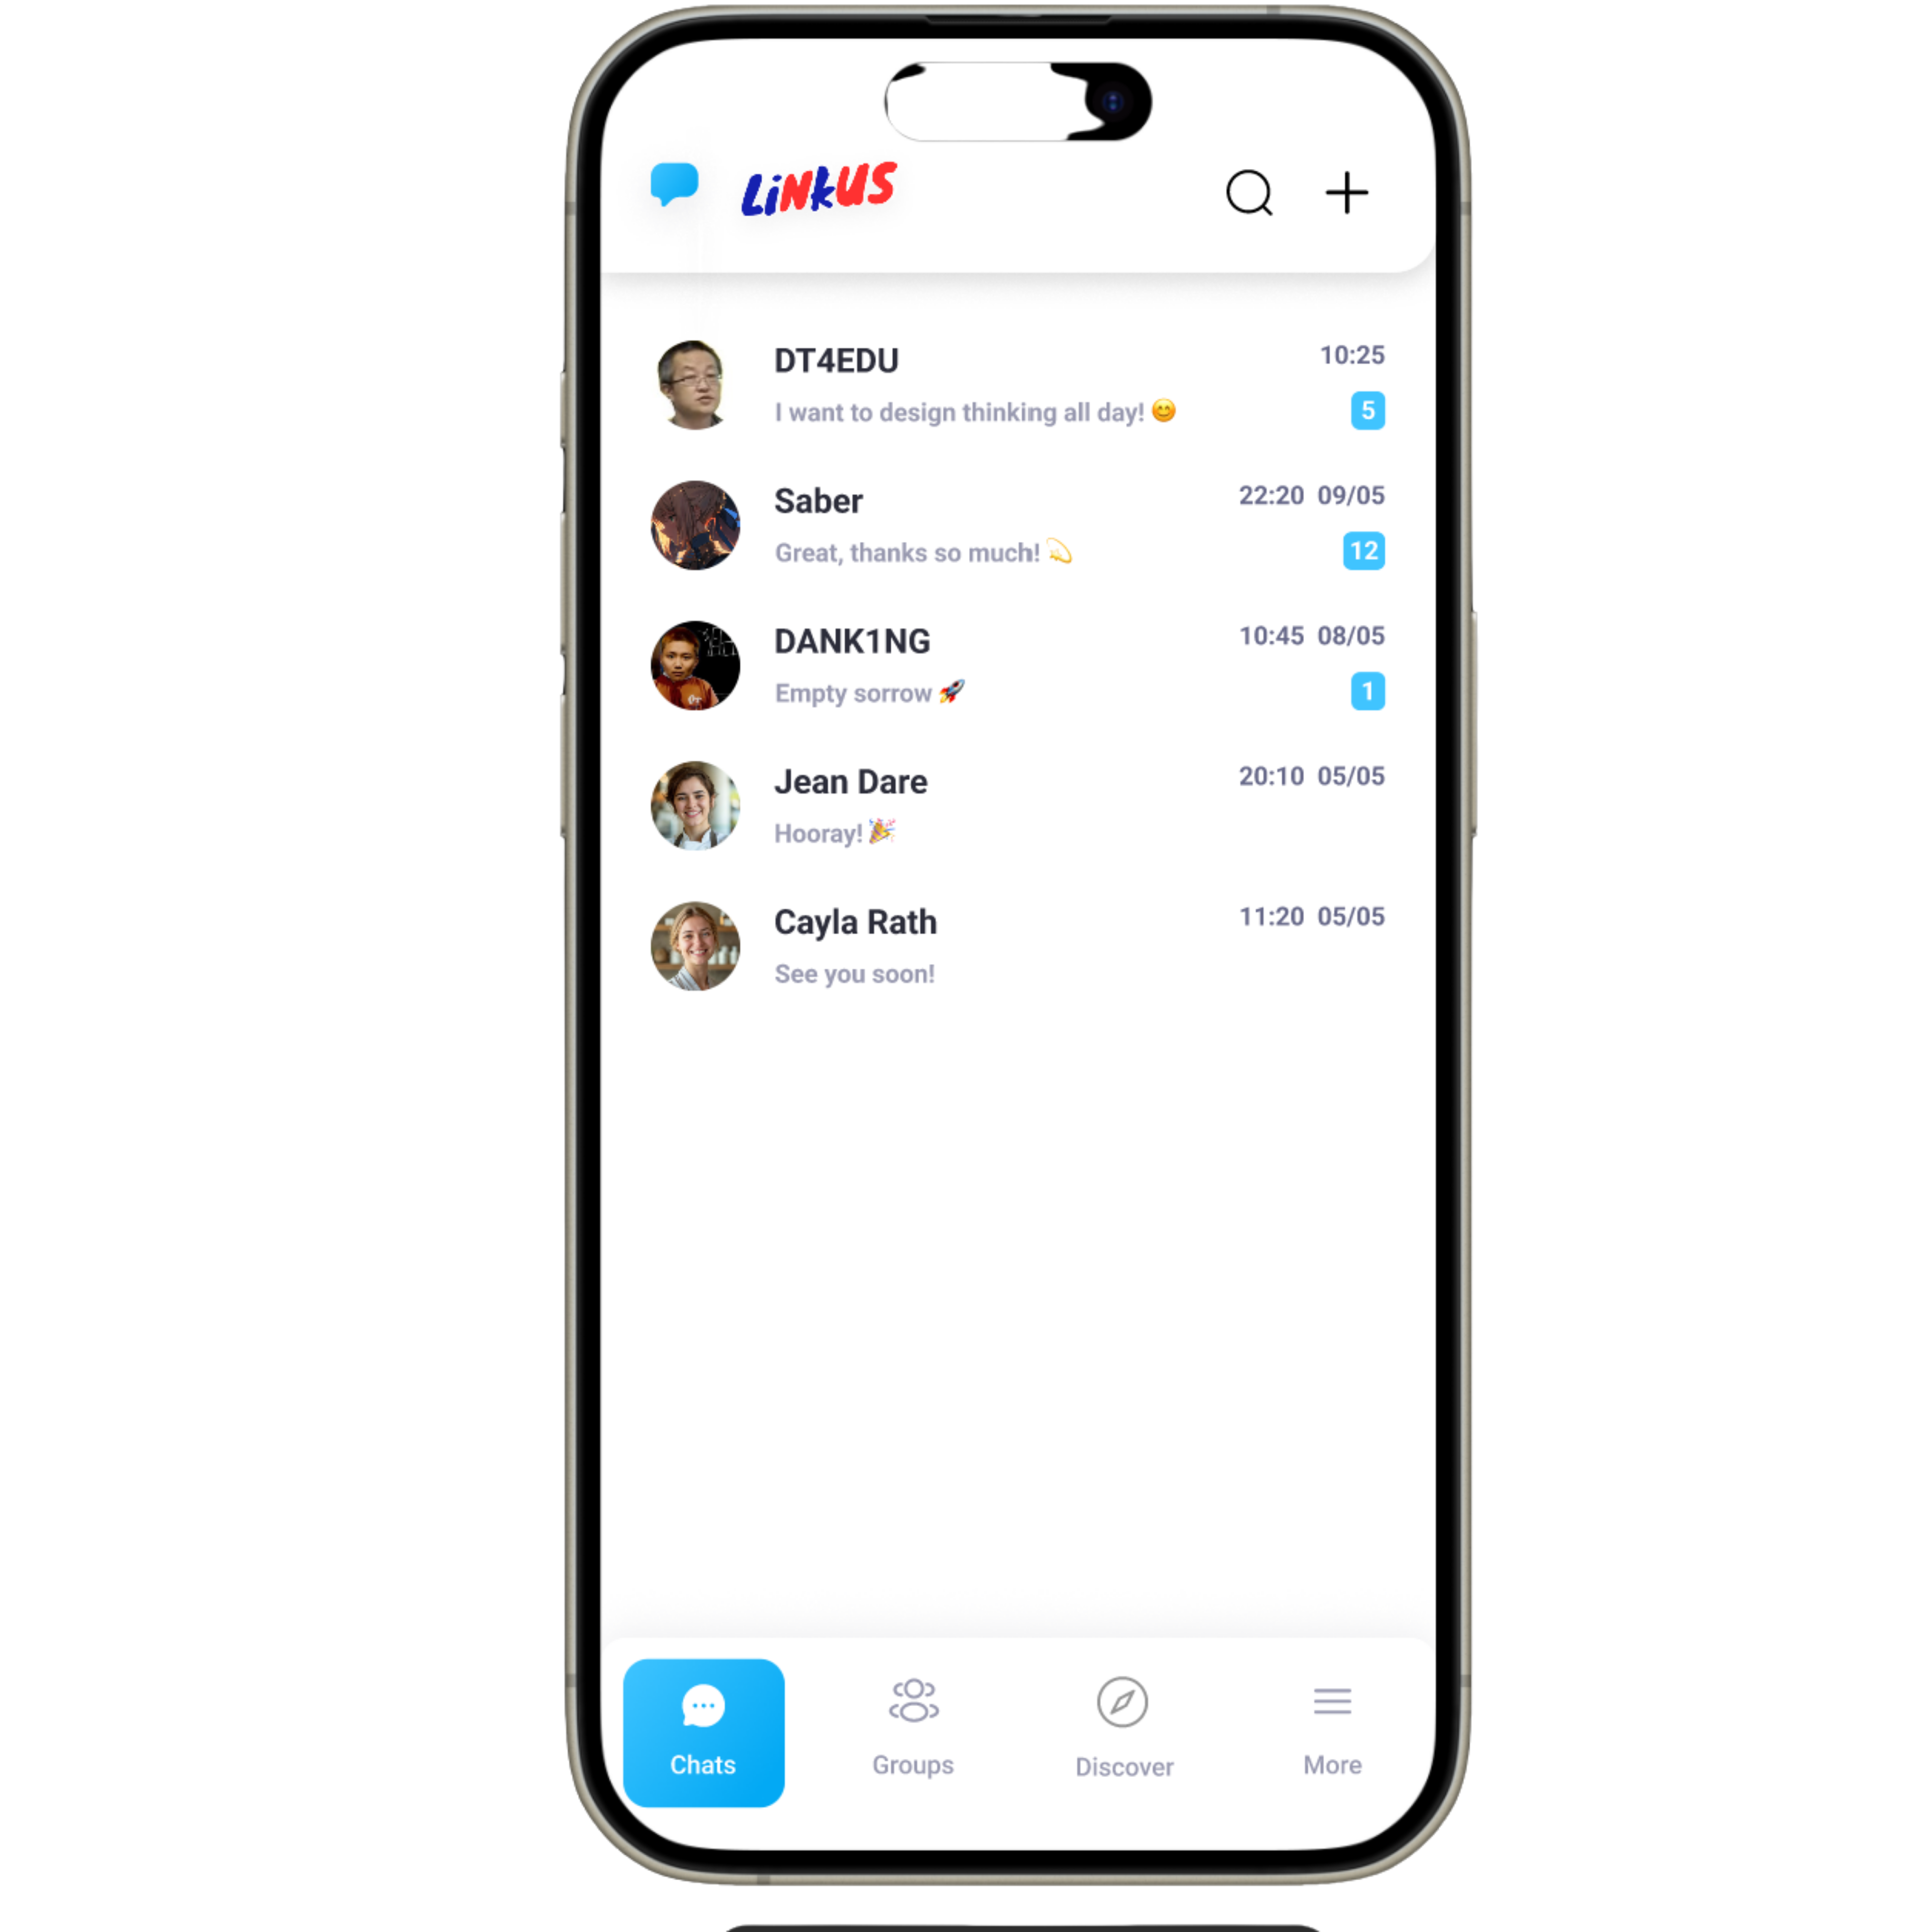 LiNkUS
DT4EDU
10:25
I want to design thinking all day! 😊
5
Saber
22:20 09/05
Great, thanks so much! 💫
12
DANK1NG
10:45 08/05
Empty sorrow 🚀
1
Jean Dare
20:10 05/05
Hooray! 🎉
Cayla Rath
11:20 05/05
See you soon!
Chats
Groups
Discover
More